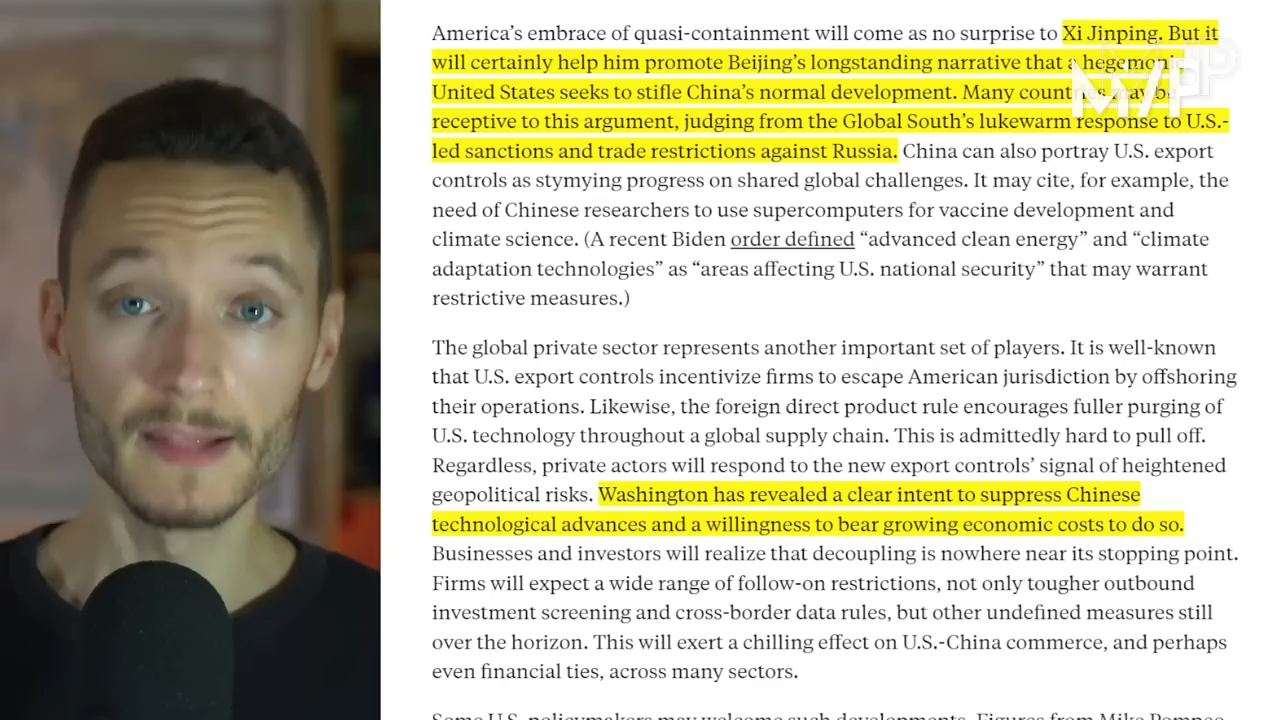 America’s embrace of quasi-containment will come as no surprise to Xi Jinping. But it
will certainly help him promote Beijing’s longstanding narrative that a hegemonic
United States seeks to stifle China’s normal development. Many countries may be
receptive to this argument, judging from the Global South’s lukewarm response to U.S.-
led sanctions and trade restrictions against Russia. China can also portray U.S. export
controls as stymying progress on shared global challenges. It may cite, for example, the
need of Chinese researchers to use supercomputers for vaccine development and
climate science. (A recent Biden order defined “advanced clean energy” and “climate
adaptation technologies” as “areas affecting U.S. national security” that may warrant
restrictive measures.)
The global private sector represents another important set of players. It is well-known
that U.S. export controls incentivize firms to escape American jurisdiction by offshoring
their operations. Likewise, the foreign direct product rule encourages fuller purging of
U.S. technology throughout a global supply chain. This is admittedly hard to pull off.
Regardless, private actors will respond to the new export controls’ signal of heightened
geopolitical risks. Washington has revealed a clear intent to suppress Chinese
technological advances and a willingness to bear growing economic costs to do so.
Businesses and investors will realize that decoupling is nowhere near its stopping point.
Firms will expect a wide range of follow-on restrictions, not only tougher outbound
investment screening and cross-border data rules, but other undefined measures still
over the horizon. This will exert a chilling effect on U.S.-China commerce, and perhaps
even financial ties, across many sectors.
Some U.S. policymakers may welcome such developments. Figures from Mike Pompeo